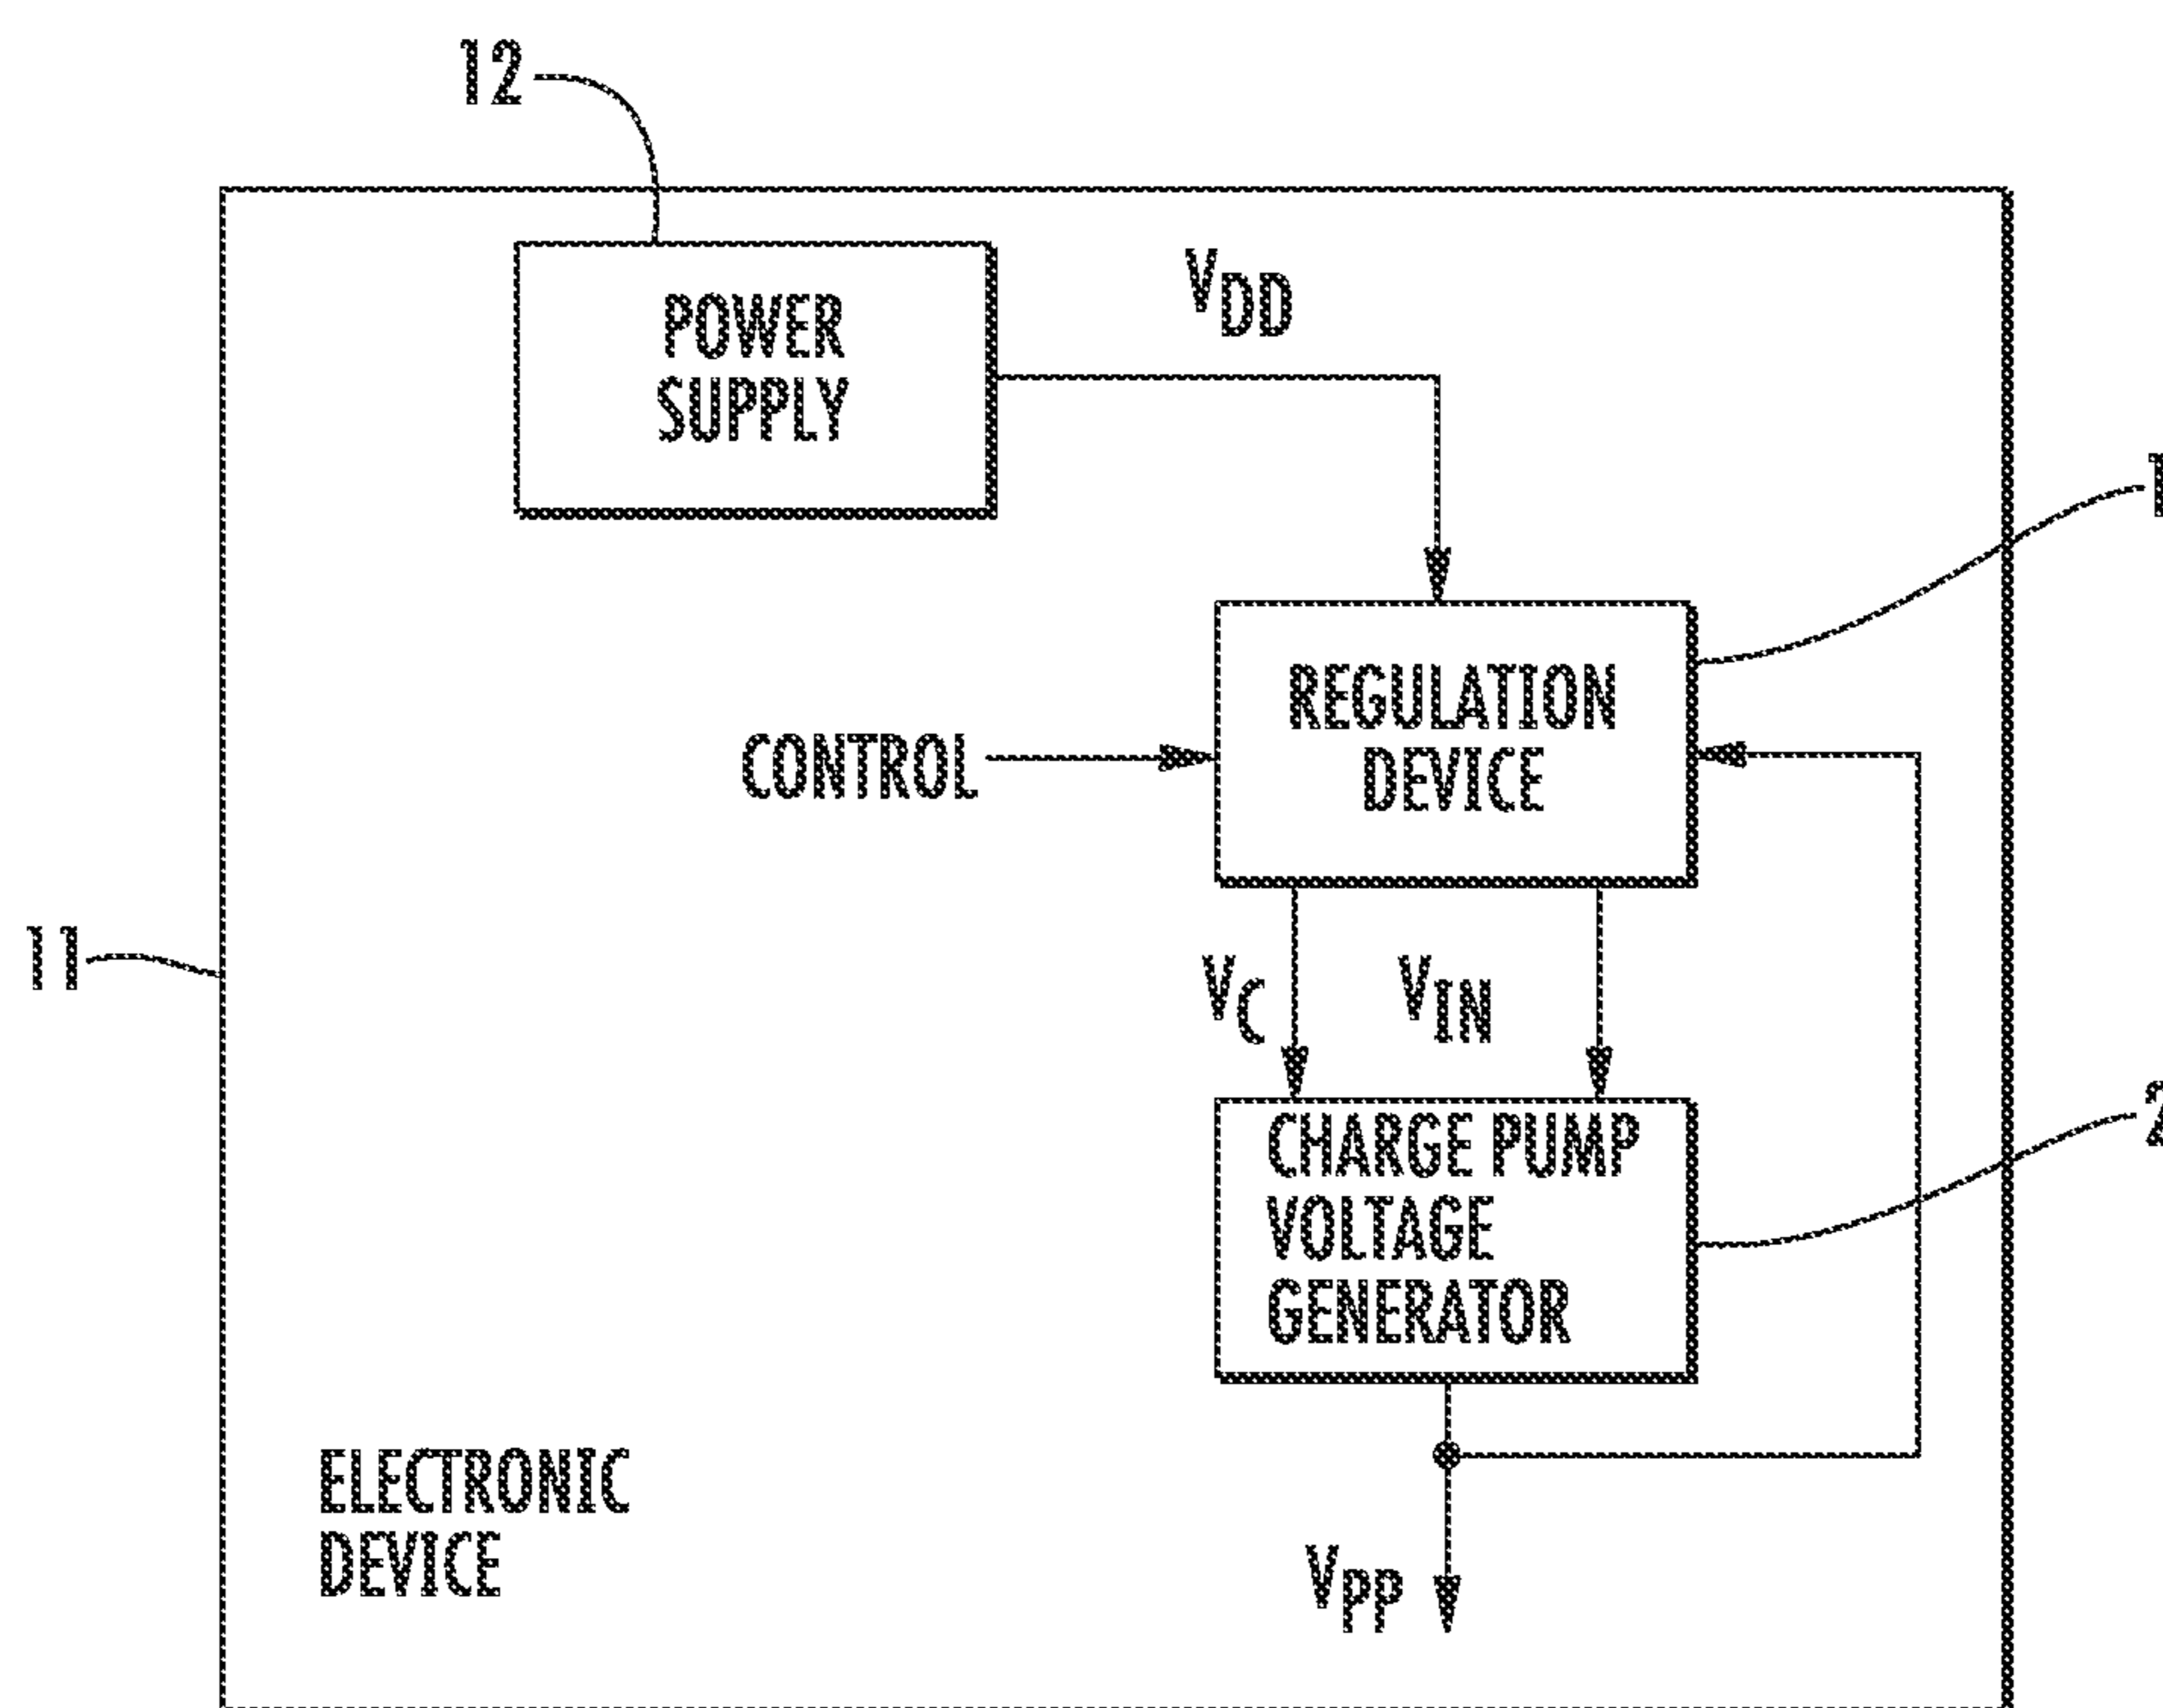 12
POWER
SUPPLY
VDD
REGULATION
DEVICE
CONTROL
11
VC
VIN
CHARGE PUMP
VOLTAGE
GENERATOR
ELECTRONIC
DEVICE
VPP